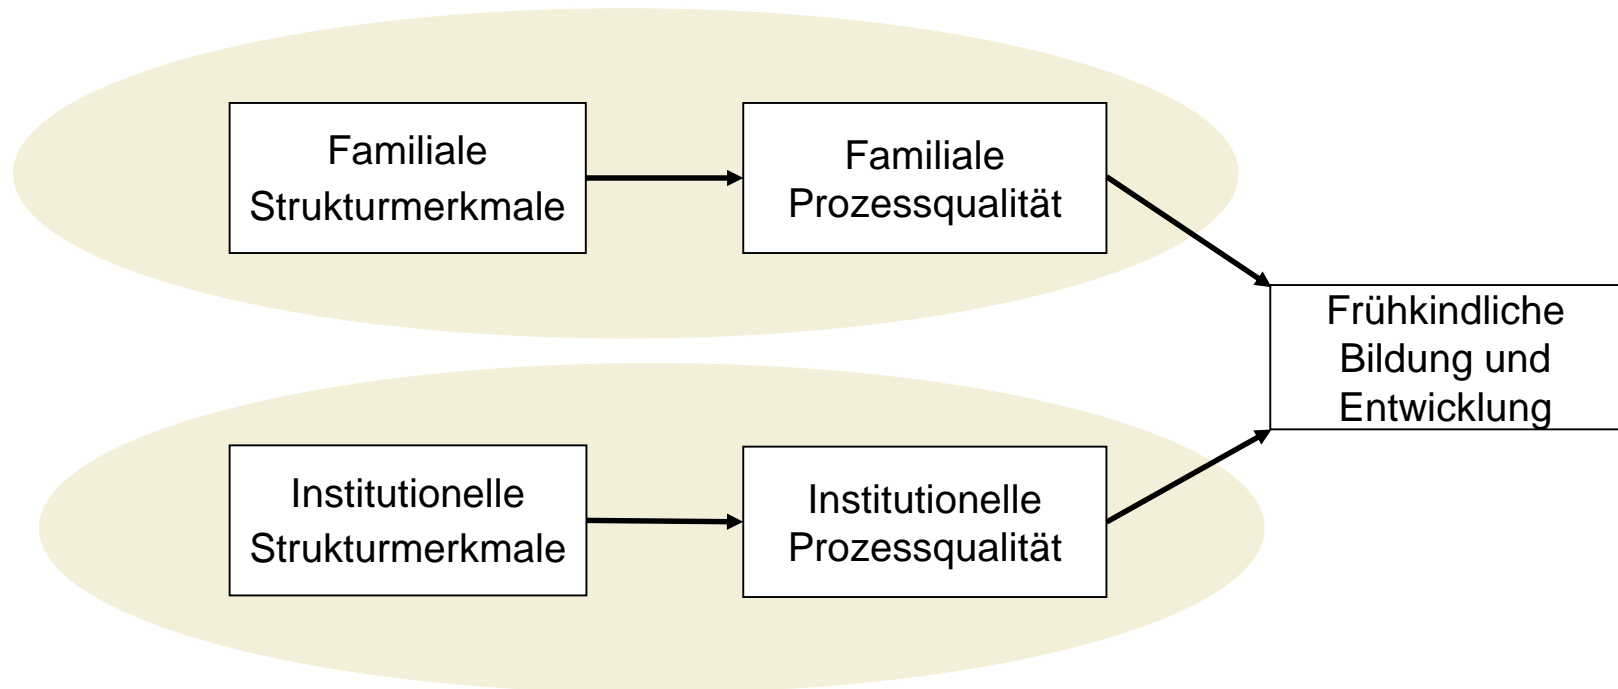 Familiale
Strukturmerkmale
Familiale
Prozessqualität
Frühkindliche
Bildung und
Entwicklung
Institutionelle
Strukturmerkmale
Institutionelle
Prozessqualität